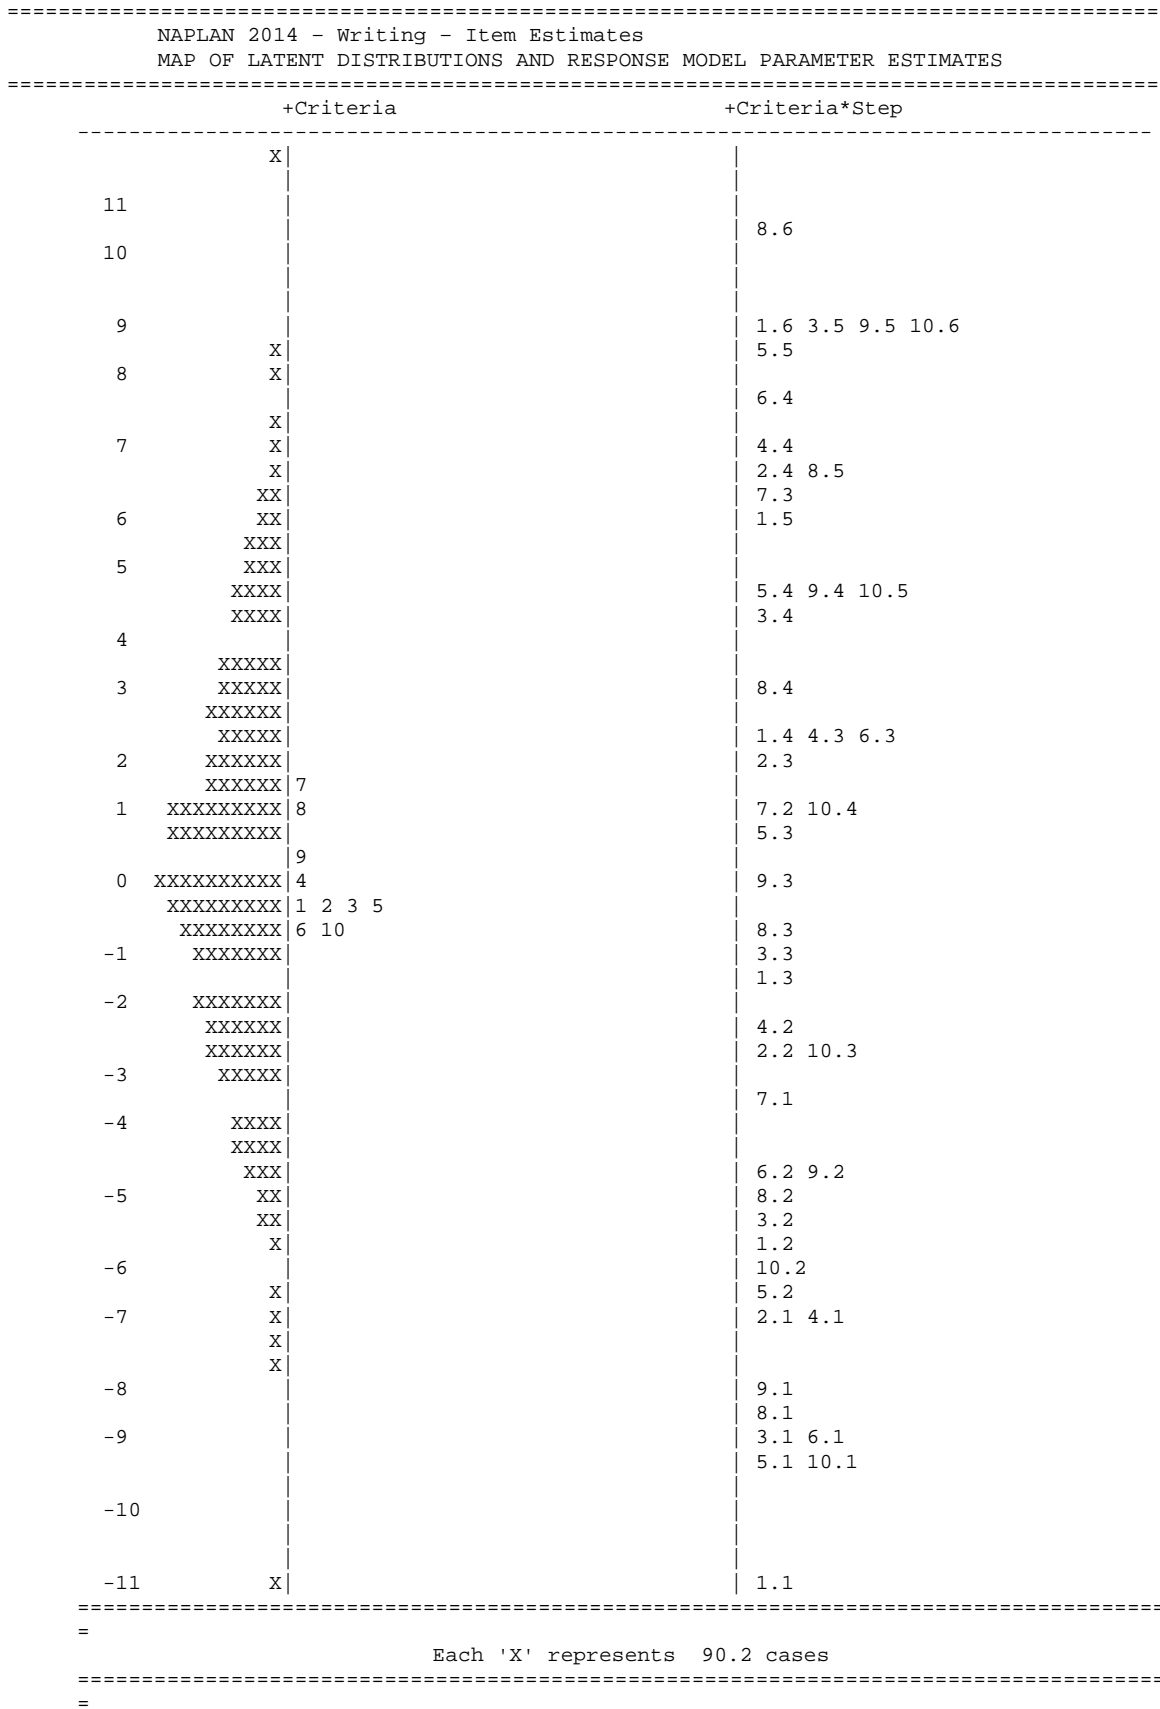 ==========================================================================================
NAPLAN 2014 – Writing – Item Estimates
MAP OF LATENT DISTRIBUTIONS AND RESPONSE MODEL PARAMETER ESTIMATES
==========================================================================================
+Criteria +Criteria*Step
------------------------------------------------------------------------------------
X| |
| |
11 | |
| | 8.6
10 | |
| |
| |
9 | | 1.6 3.5 9.5 10.6
X| | 5.5
8 X| |
| | 6.4
X| |
7 X| | 4.4
X| | 2.4 8.5
XX| | 7.3
6 XX| | 1.5
XXX| |
5 XXX| |
XXXX| | 5.4 9.4 10.5
XXXX| | 3.4
4 | |
XXXXX| |
3 XXXXX| | 8.4
XXXXXX| |
XXXXX| | 1.4 4.3 6.3
2 XXXXXX| | 2.3
XXXXXX|7 |
1 XXXXXXXXX|8 | 7.2 10.4
XXXXXXXXX| | 5.3
|9 |
0 XXXXXXXXXX|4 | 9.3
XXXXXXXXX|1 2 3 5 |
XXXXXXXX|6 10 | 8.3
-1 XXXXXXX| | 3.3
| | 1.3
-2 XXXXXXX| |
XXXXXX| | 4.2
XXXXXX| | 2.2 10.3
-3 XXXXX| |
| | 7.1
-4 XXXX| |
XXXX| |
XXX| | 6.2 9.2
-5 XX| | 8.2
XX| | 3.2
X| | 1.2
-6 | | 10.2
X| | 5.2
-7 X| | 2.1 4.1
X| |
X| |
-8 | | 9.1
| | 8.1
-9 | | 3.1 6.1
| | 5.1 10.1
| |
-10 | |
| |
| |
-11 X| | 1.1
=====================================================================================
=
Each 'X' represents 90.2 cases
=====================================================================================
=